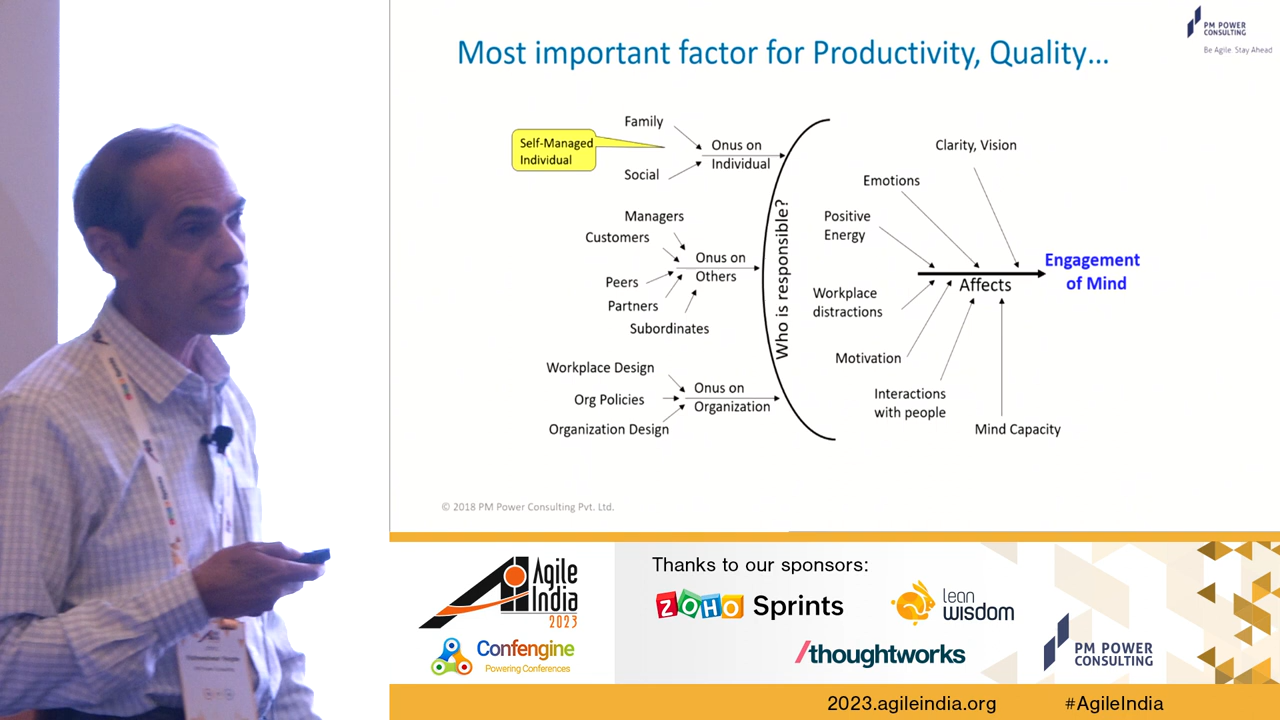 Most important factor for Productivity, Quality...
PM POWER
CONSULTING
Be Agile. Stay Ahead
Family
Self-Managed
Individual
Social
Onus on
Individual
Managers
Customers
Peers
Partners
Subordinates
Onus on
Others
Workplace Design
Org Policies
Organization Design
Onus on
Organization
Who is responsible?
Clarity, Vision
Emotions
Positive
Energy
Workplace
distractions
Motivation
Interactions
with people
Mind Capacity
Affects
Engagement
of Mind
© 2018 PM Power Consulting Pvt. Ltd.
Agile
India
2023
Confengine
Powering Conferences
Thanks to our sponsors:
ZOHO Sprints
lean
wisdom
/thoughtworks
PM POWER
CONSULTING
2023.agileindia.org
#AgileIndia